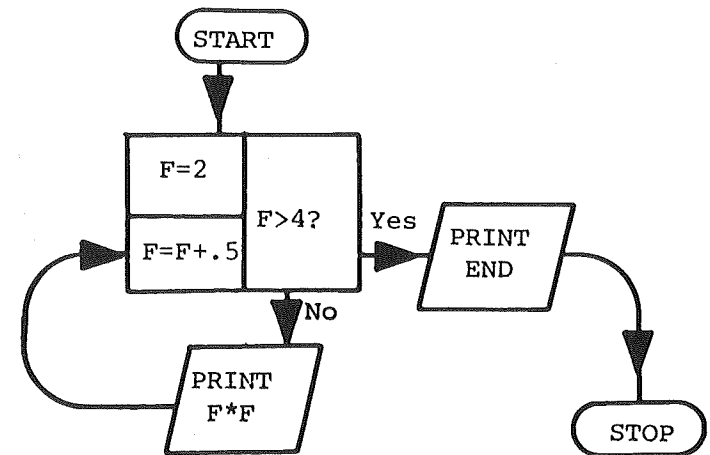 START
F=2
F>4?
Yes
F=F+.5
PRINT
END
No
PRINT
F*F
STOP